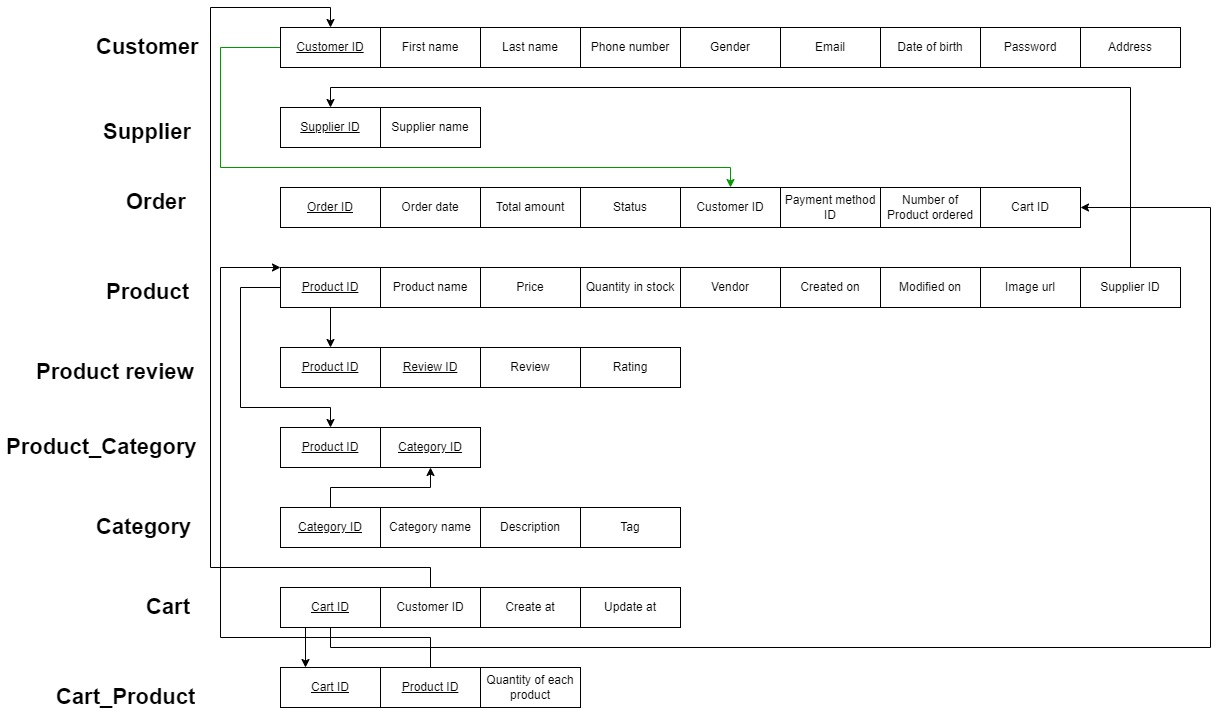 Customer
Customer ID First name Last name Phone number Gender Email Date of birth Password Address
Supplier
Supplier ID Supplier name
Order
Order ID Order date Total amount Status Customer ID Payment method ID Number of Product ordered Cart ID
Product
Product ID Product name Price Quantity in stock Vendor Created on Modified on Image url Supplier ID
Product review
Product ID Review ID Review Rating
Product_Category
Product ID Category ID
Category
Category ID Category name Description Tag
Cart
Cart ID Customer ID Create at Update at
Cart_Product
Cart ID Product ID Quantity of each product